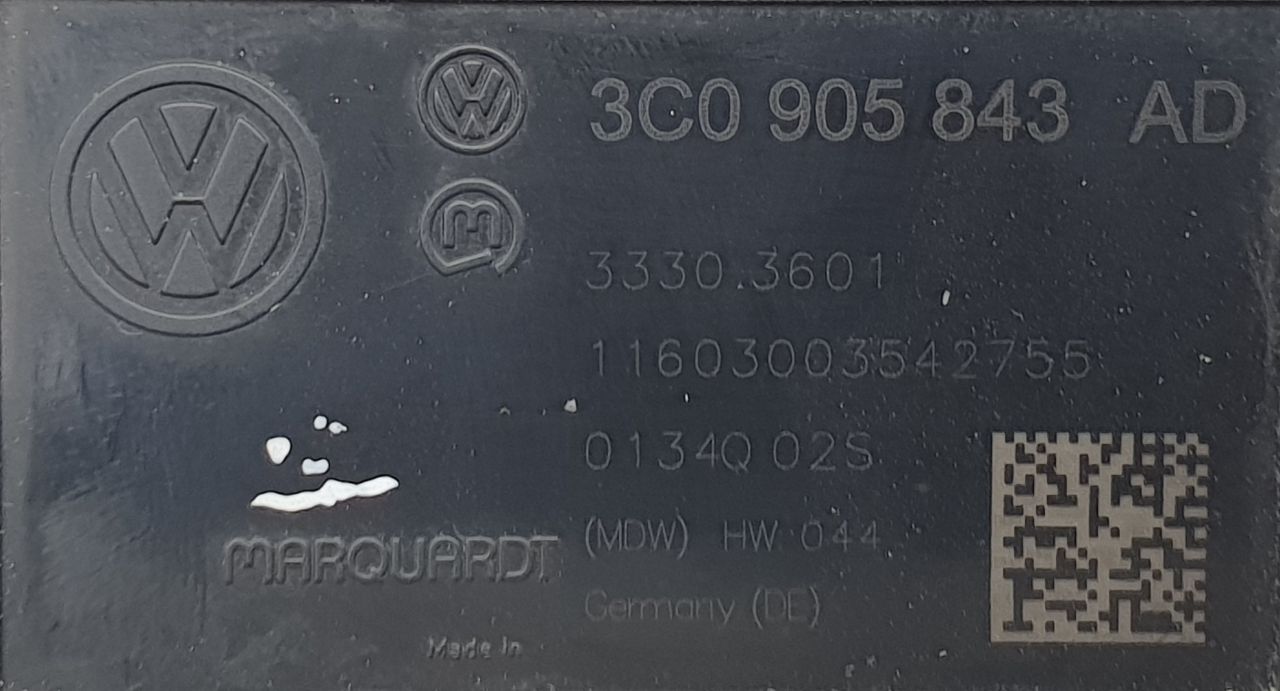 3C0 905 843 AD
3330.3601
11603003542755
0134Q 02S
(MDW) HW 044
MARQUARDT
Germany (DE)
Made in